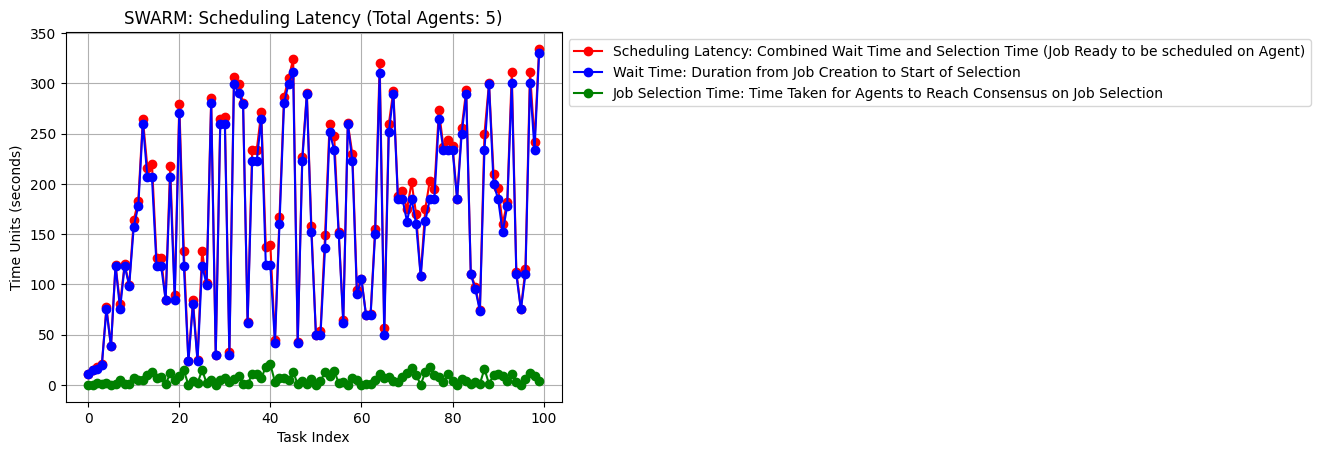 SWARM: Scheduling Latency (Total Agents: 5)
350
300
250
200
150
100
50
0
Time Units (seconds)
0 20 40 60 80 100
Task Index
Scheduling Latency: Combined Wait Time and Selection Time (Job Ready to be scheduled on Agent)
Wait Time: Duration from Job Creation to Start of Selection
Job Selection Time: Time Taken for Agents to Reach Consensus on Job Selection